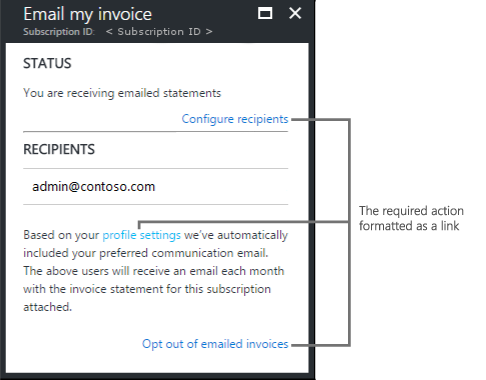 Email my invoice
Subscription ID: < Subscription ID >
STATUS
You are receiving emailed statements
Configure recipients
RECIPIENTS
admin@contoso.com
Based on your profile settings we've automatically
included your preferred communication email.
The above users will receive an email each month
with the invoice statement for this subscription
attached.
Opt out of emailed invoices
The required action
formatted as a link